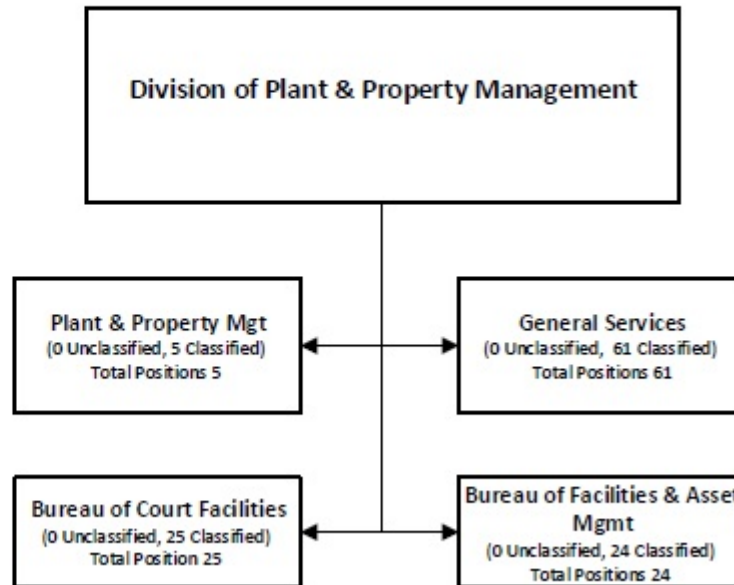 Division of Plant & Property Management
Plant & Property Mgt
(0 Unclassified, 5 Classified)
Total Positions 5
General Services
(0 Unclassified, 61 Classified)
Total Positions 61
Bureau of Court Facilities
(0 Unclassified, 25 Classified)
Total Position 25
Bureau of Facilities & Asset
Mgmt
(0 Unclassified, 24 Classified)
Total Positions 24